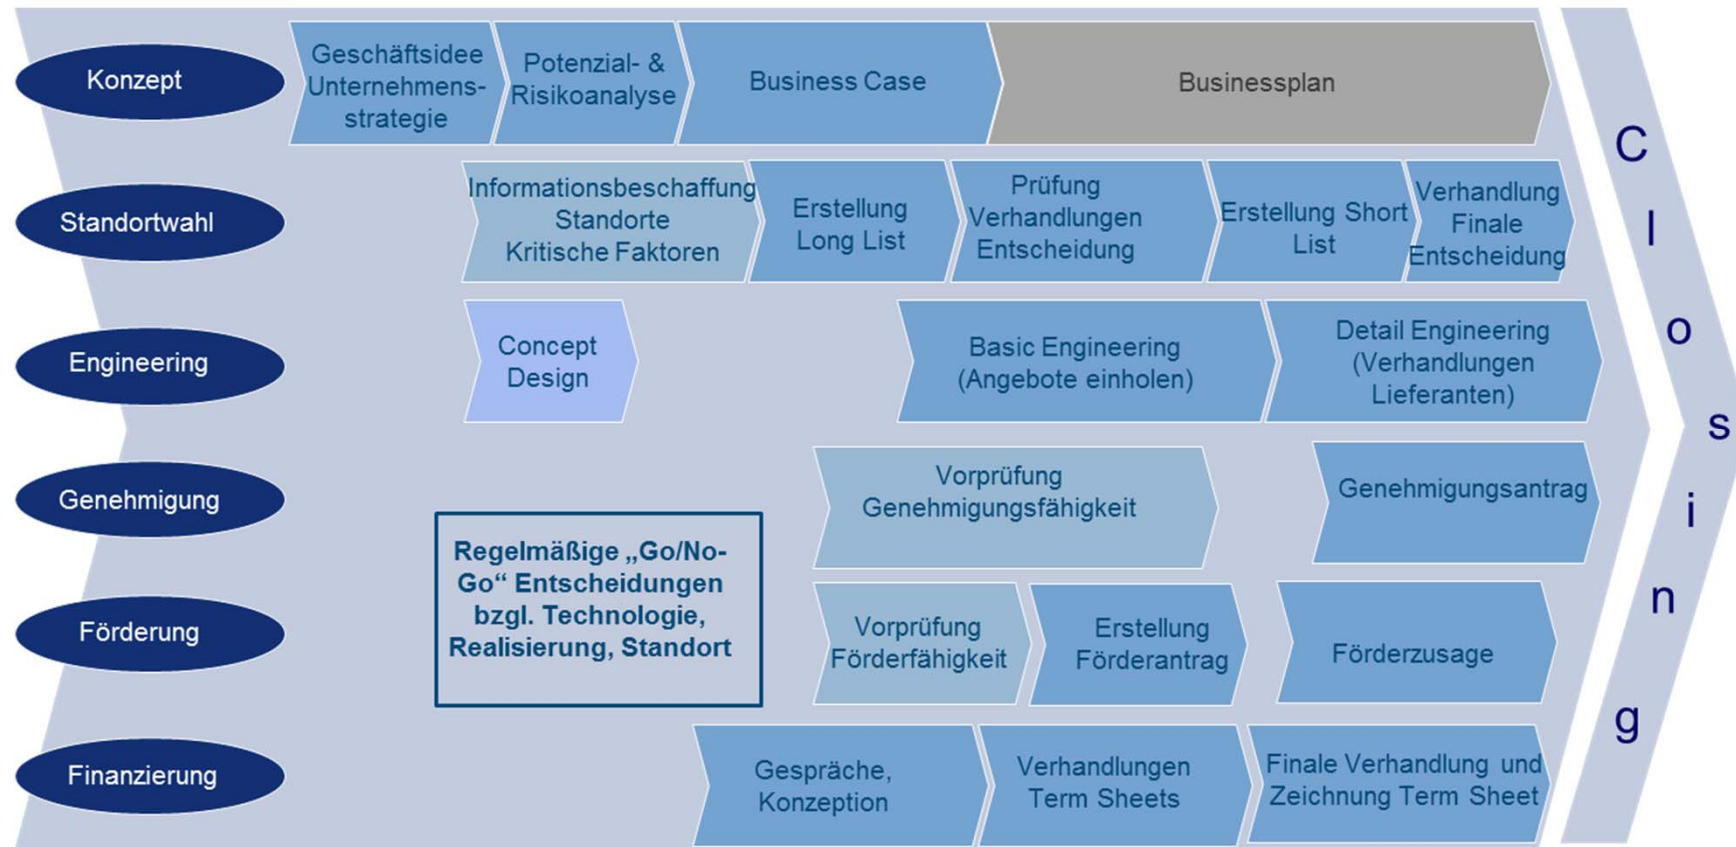 Konzept
Geschäftsidee
Unternehmens-
strategie
Potenzial- &
Risikoanalyse
Business Case
Businessplan
Standortwahl
Informationsbeschaffung
Standorte
Kritische Faktoren
Erstellung
Long List
Prüfung
Verhandlungen
Entscheidung
Erstellung Short
List
Verhandlung
Finale
Entscheidung
Engineering
Concept
Design
Basic Engineering
(Angebote einholen)
Detail Engineering
(Verhandlungen
Lieferanten)
Genehmigung
Vorprüfung
Genehmigungsfähigkeit
Genehmigungsantrag
Regelmäßige „Go/No-
Go“ Entscheidungen
bzgl. Technologie,
Realisierung, Standort
Förderung
Vorprüfung
Förderfähigkeit
Erstellung
Förderantrag
Förderzusage
Finanzierung
Gespräche,
Konzeption
Verhandlungen
Term Sheets
Finale Verhandlung und
Zeichnung Term Sheet
Closing